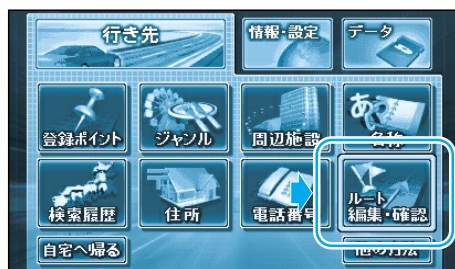 行き先
情報・設定
データ
登録ポイント
ジャンル
周辺施設
名称
検索履歴
住所
電話番号
ルート
編集・確認
自宅へ帰る
他の方法